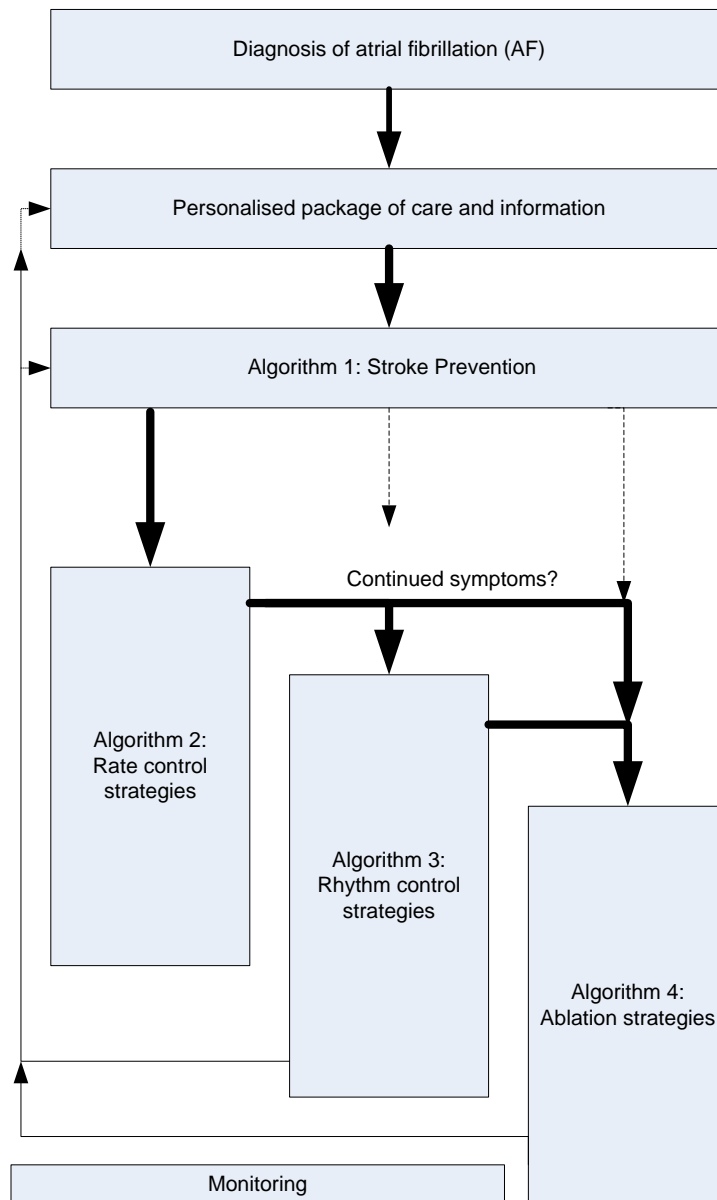 Diagnosis of atrial fibrillation (AF)
Personalised package of care and information
Algorithm 1: Stroke Prevention
Continued symptoms?
Algorithm 2:
Rate control
strategies
Algorithm 3:
Rhythm control
strategies
Algorithm 4:
Ablation strategies
Monitoring